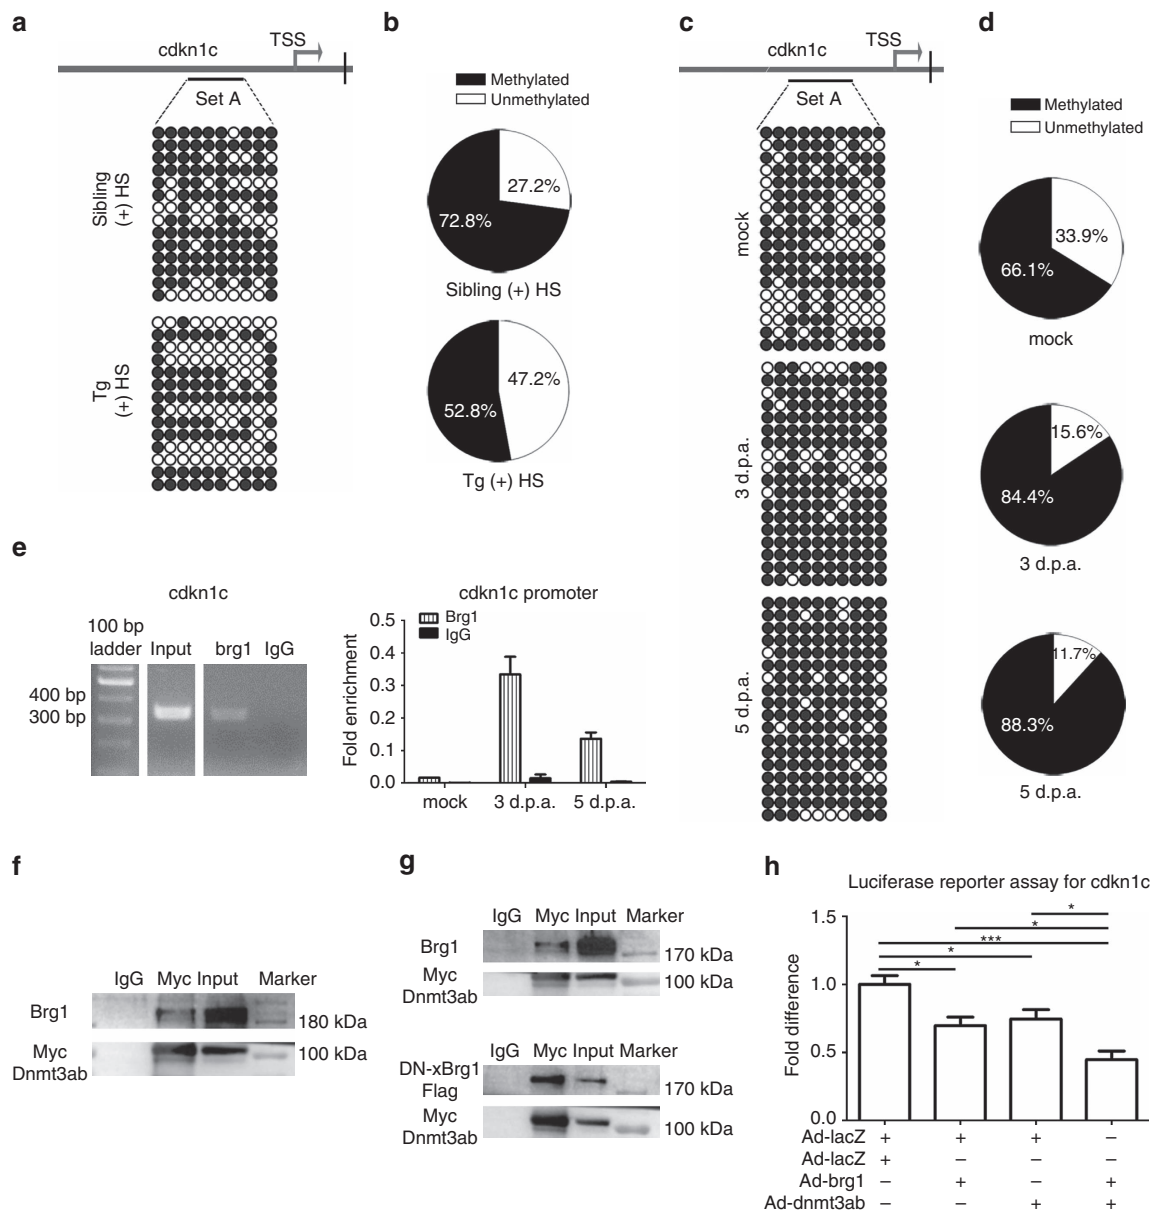 a
cdkn1c
TSS
Set A
Sibling
(+) HS
Tg
(+) HS
b
Methylated
Unmethylated
27.2%
72.8%
Sibling (+) HS
47.2%
52.8%
Tg (+) HS
c
cdkn1c
TSS
Set A
mock
3 d.p.a.
5 d.p.a.
d
Methylated
Unmethylated
33.9%
66.1%
mock
15.6%
84.4%
3 d.p.a.
11.7%
88.3%
5 d.p.a.
e
cdkn1c
100 bp
ladder Input brg1 IgG
400 bp
300 bp
cdkn1c promoter
Brg1
IgG
Fold enrichment
0.5
0.4
0.3
0.2
0.1
0.0
mock 3 d.p.a. 5 d.p.a.
f
IgG Myc Input Marker
Brg1
180 kDa
Myc
Dnmt3ab
100 kDa
g
IgG Myc Input Marker
Brg1
170 kDa
Myc
Dnmt3ab
100 kDa
IgG Myc Input Marker
DN-xBrg1
Flag
170 kDa
Myc
Dnmt3ab
100 kDa
h
Luciferase reporter assay for cdkn1c
Fold difference
1.5
1.0
0.5
0.0
*
*
***
*
*
Ad-lacZ + + + –
Ad-lacZ + – – –
Ad-brg1 – + – +
Ad-dnmt3ab – – + +